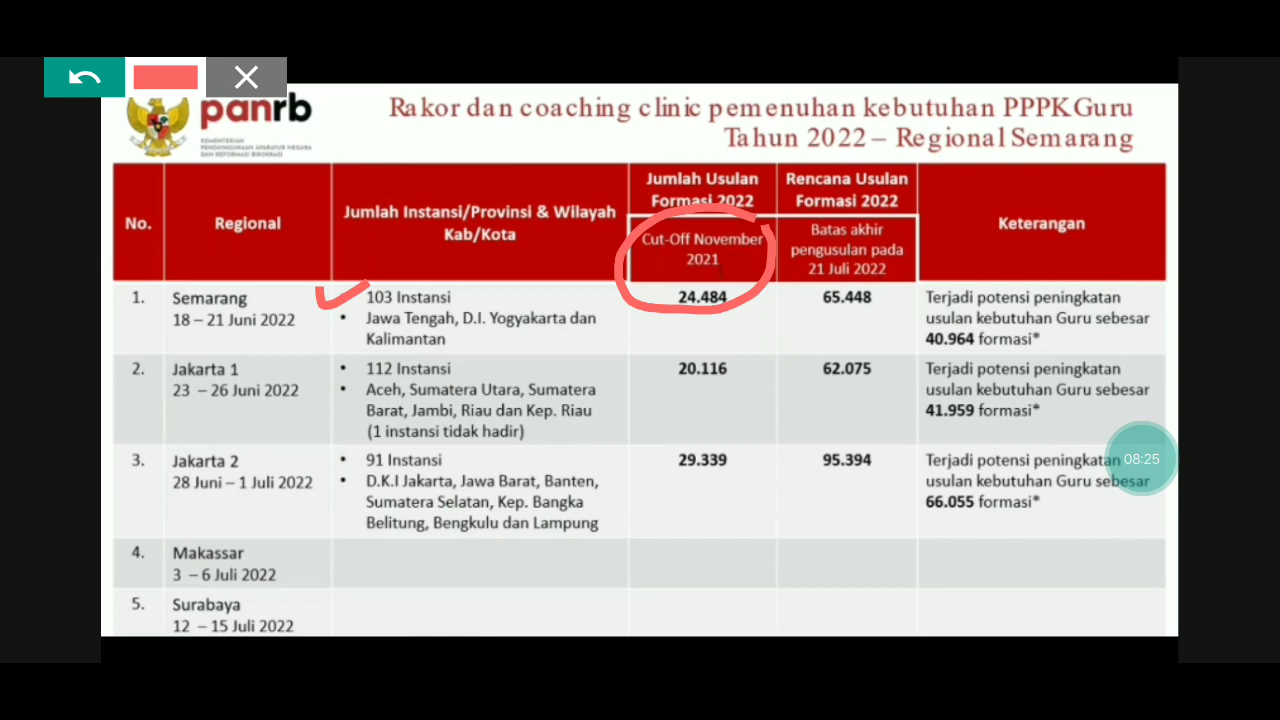 panrb
KEMENTERIAN
PENDAYAGUNAAN APARATUR NEGARA
DAN REFORMASI BIROKRASI
Rakor dan coaching clinic pemenuhan kebutuhan PPPK Guru
Tahun 2022 – Regional Semarang
No.
Regional
Jumlah Instansi/Provinsi & Wilayah
Kab/Kota
Jumlah Usulan
Formasi 2022
Cut-Off November
2021
Rencana Usulan
Formasi 2022
Batas akhir
pengusulan pada
21 Juli 2022
Keterangan
1.
Semarang
18 – 21 Juni 2022
103 Instansi
• Jawa Tengah, D.I. Yogyakarta dan
Kalimantan
24.484
65.448
Terjadi potensi peningkatan
usulan kebutuhan Guru sebesar
40.964 formasi*
2.
Jakarta 1
23 – 26 Juni 2022
• 112 Instansi
• Aceh, Sumatera Utara, Sumatera
Barat, Jambi, Riau dan Kep. Riau
(1 instansi tidak hadir)
20.116
62.075
Terjadi potensi peningkatan
usulan kebutuhan Guru sebesar
41.959 formasi*
3.
Jakarta 2
28 Juni – 1 Juli 2022
• 91 Instansi
• D.K.I Jakarta, Jawa Barat, Banten,
Sumatera Selatan, Kep. Bangka
Belitung, Bengkulu dan Lampung
29.339
95.394
Terjadi potensi peningkatan
usulan kebutuhan Guru sebesar
66.055 formasi*
08:25
4.
Makassar
3 – 6 Juli 2022
5.
Surabaya
12 – 15 Juli 2022